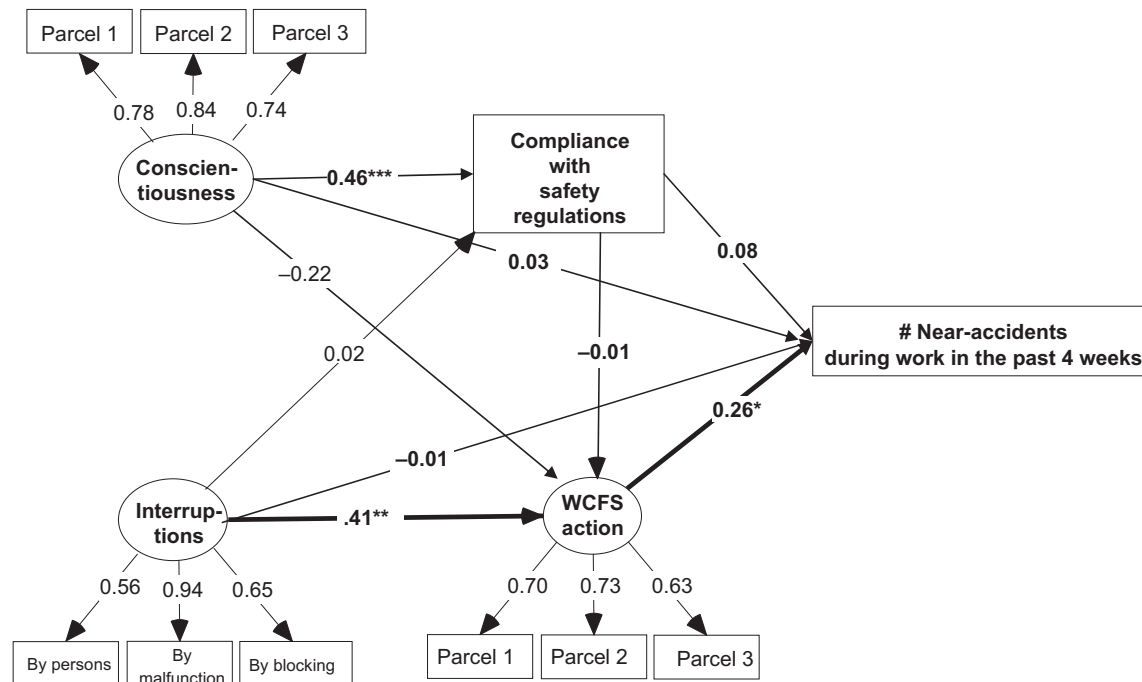 Parcel 1
Parcel 2
Parcel 3
0.78
0.84
0.74
Conscien-
tiousness
0.46***
Compliance
with
safety
regulations
0.03
0.08
–0.22
0.02
–0.01
# Near-accidents
during work in the past 4 weeks
0.26*
–0.01
Interrup-
tions
.41**
WCFS
action
0.56
0.94
0.65
0.70
0.73
0.63
By persons
By
malfunction
By blocking
Parcel 1
Parcel 2
Parcel 3